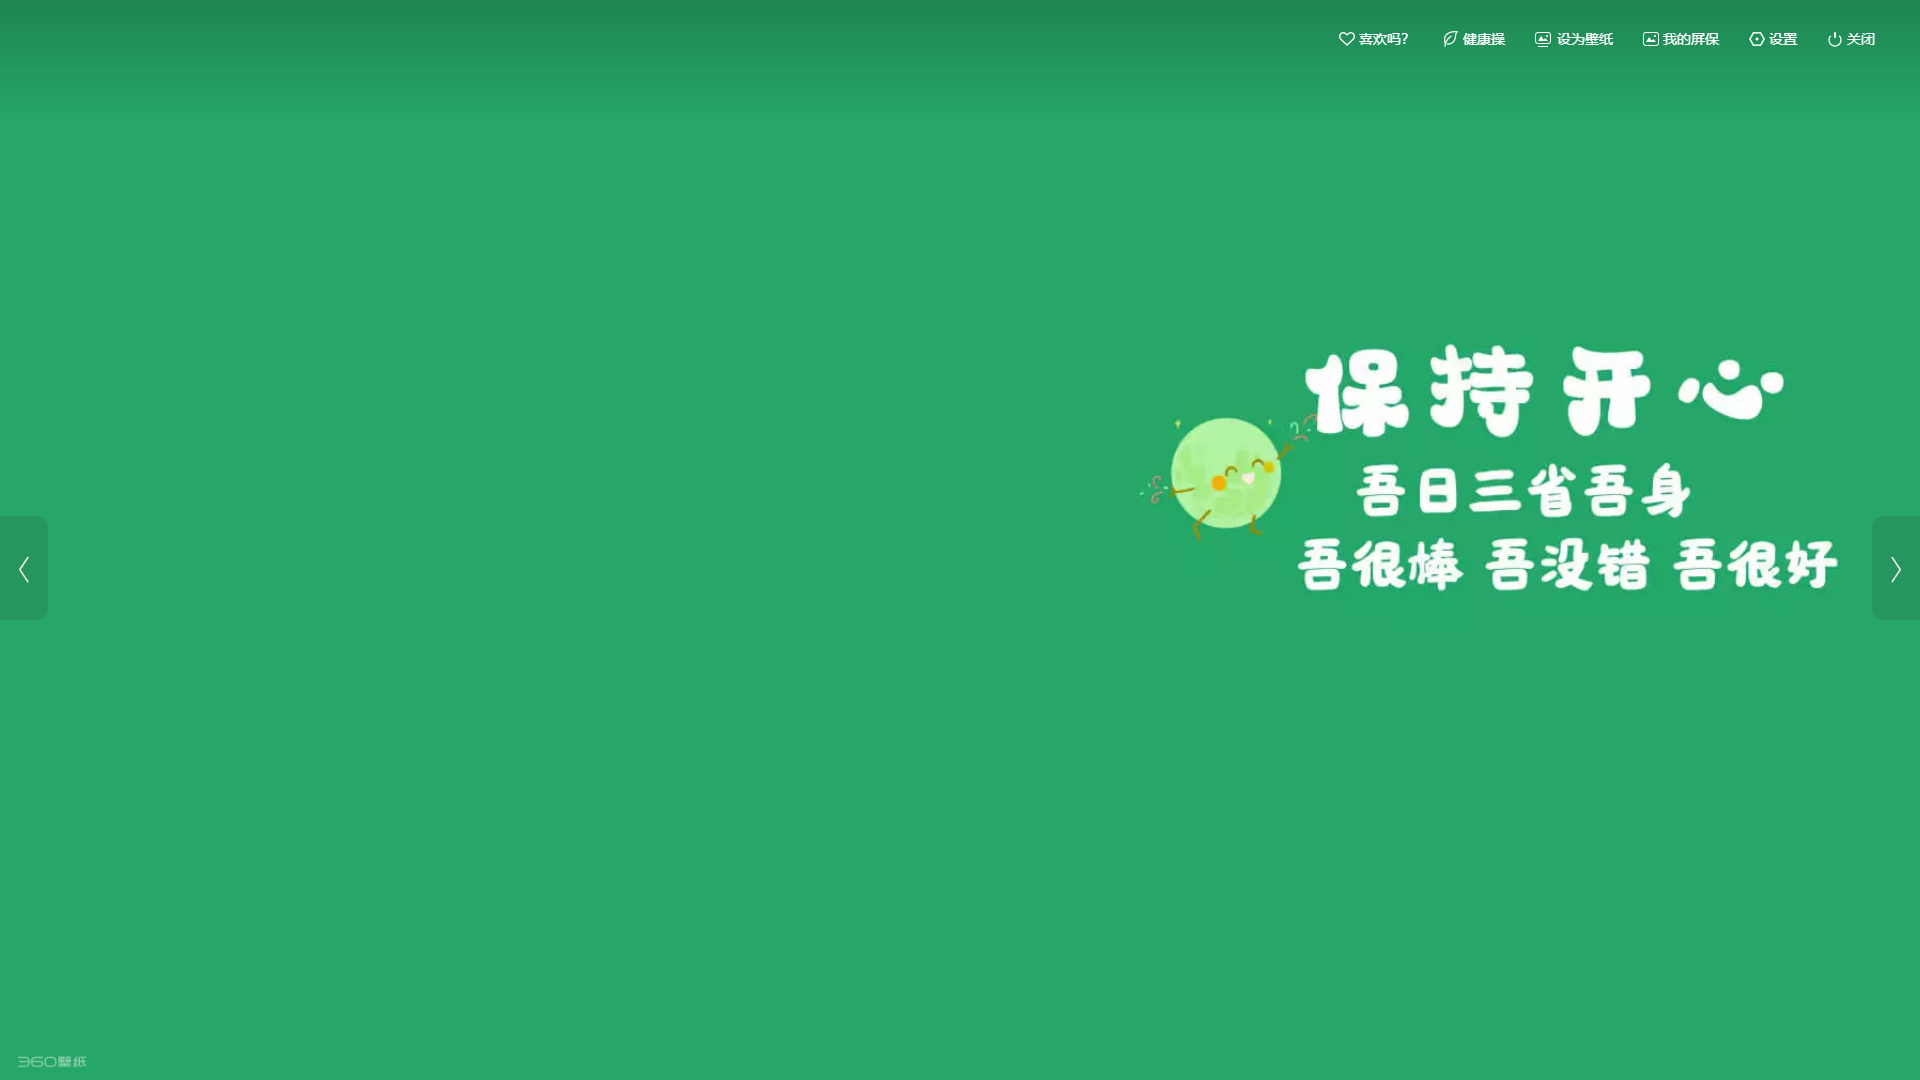 喜欢吗? 健康操 设为壁纸 我的屏保 设置 关闭
保持开心
吾日三省吾身
吾很棒 吾没错 吾很好
360壁纸